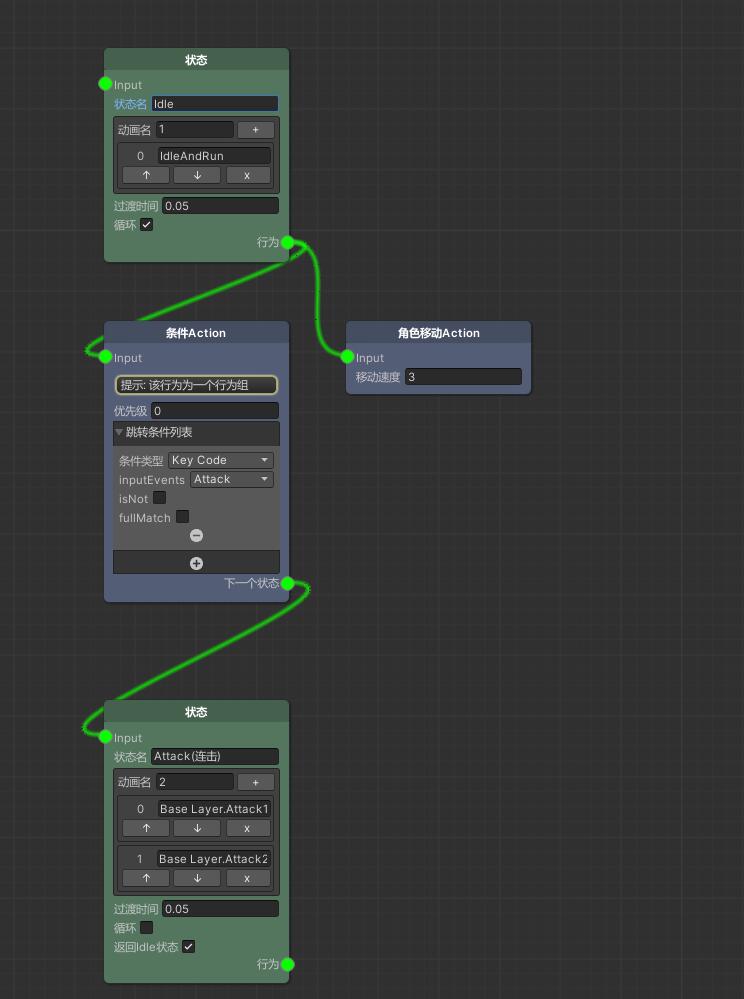 状态
Input
状态名 Idle
动画名 1 +
0 IdleAndRun
↑ ↓ x
过渡时间 0.05
循环
行为
条件Action
Input
提示: 该行为为一个行为组
优先级 0
跳转条件列表
条件类型 Key Code
inputEvents Attack
isNot
fullMatch
下一个状态
角色移动Action
Input
移动速度 3
状态
Input
状态名 Attack(连击)
动画名 2 +
0 Base Layer.Attack1
↑ ↓ x
1 Base Layer.Attack2
↑ ↓ x
过渡时间 0.05
循环
返回Idle状态
行为